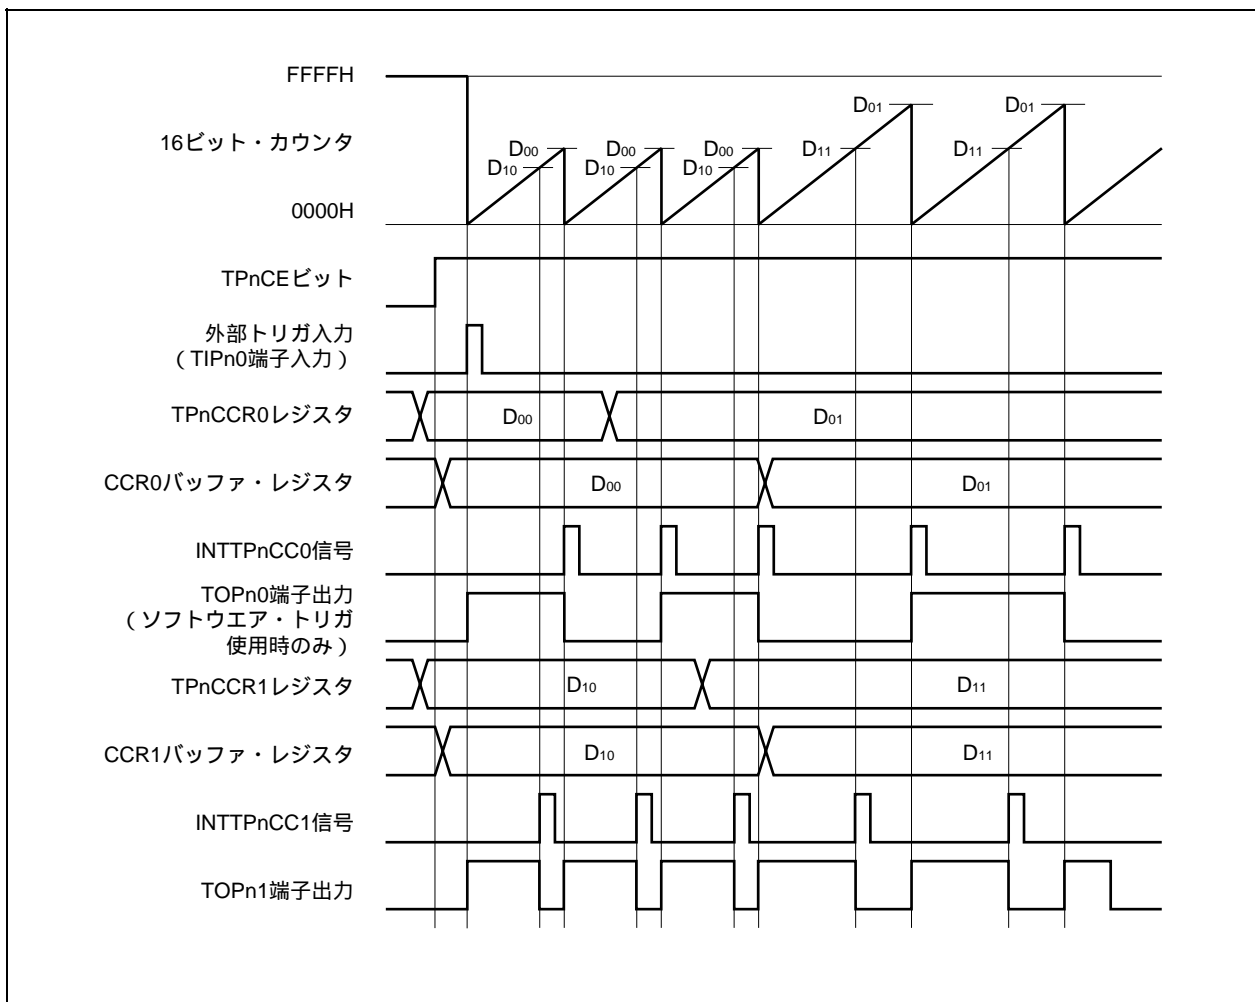 FFFFH
16ビット・カウンタ
0000H
D00 D10 D00 D10 D00 D10 D01 D11 D01 D11
TPnCEビット
外部トリガ入力
（TIPn0端子入力）
TPnCCR0レジスタ D00 D01
CCR0バッファ・レジスタ D00 D01
INTTPnCC0信号
TOPn0端子出力
（ソフトウエア・トリガ
使用時のみ）
TPnCCR1レジスタ D10 D11
CCR1バッファ・レジスタ D10 D11
INTTPnCC1信号
TOPn1端子出力